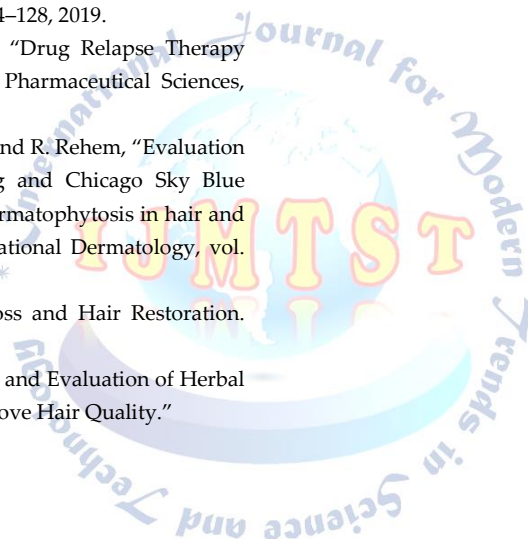 4–128, 2019.
“Drug Relapse Therapy
Pharmaceutical Sciences,
nd R. Rehem, “Evaluation
g and Chicago Sky Blue
rmatophytosis in hair and
ational Dermatology, vol.
oss and Hair Restoration.
and Evaluation of Herbal
ove Hair Quality.”
International Journal for Modern Trends in Science and Technology
IJMTST